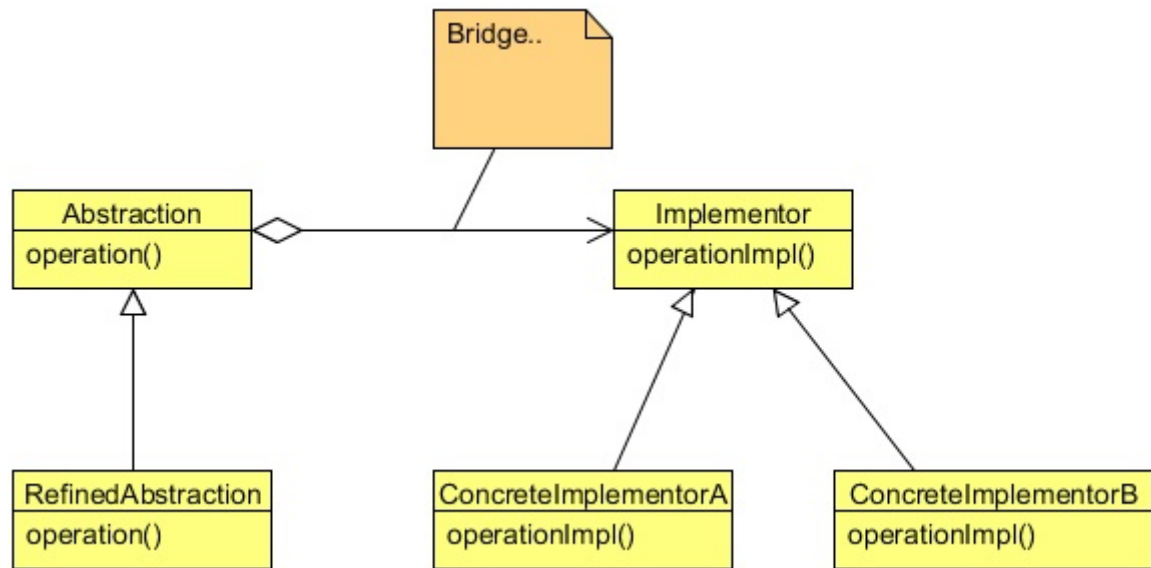 Bridge..
Abstraction
operation()
Implementor
operationImpl()
RefinedAbstraction
operation()
ConcreteImplementorA
operationImpl()
ConcreteImplementorB
operationImpl()